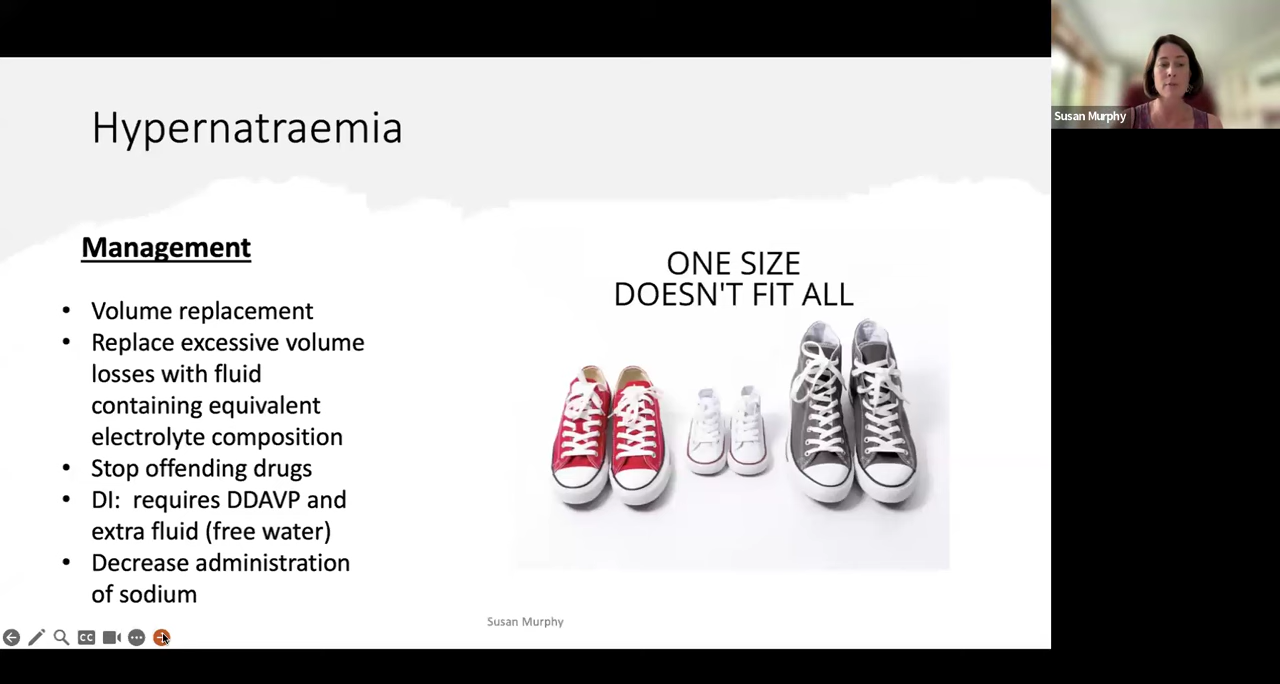 Hypernatraemia
Susan Murphy
Management
• Volume replacement
• Replace excessive volume
losses with fluid
containing equivalent
electrolyte composition
• Stop offending drugs
• DI:  requires DDAVP and
extra fluid (free water)
• Decrease administration
of sodium
ONE SIZE
DOESN'T FIT ALL
Susan Murphy
CC